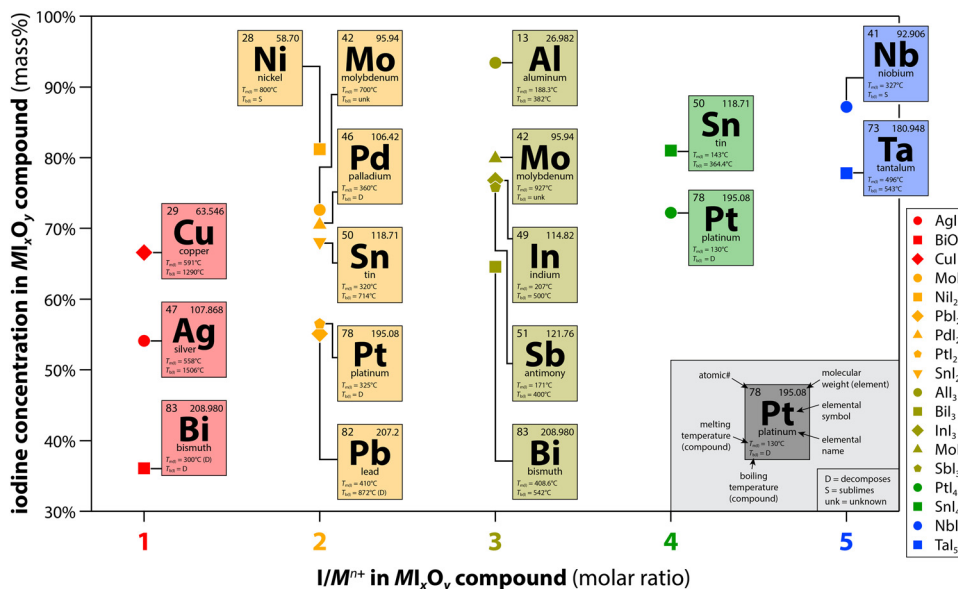 iodine concentration in MIxOy compound (mass%)
100%
90%
80%
70%
60%
50%
40%
30%
1
2
3
4
5
I/Mn+ in MIxOy compound (molar ratio)
29 63.546
Cu
copper
Tmlt = 591°C
Tboil = 1290°C
47 107.868
Ag
silver
Tmlt = 558°C
Tboil = 1506°C
83 208.980
Bi
bismuth
Tmlt = 300°C (D)
Tboil = D
28 58.70
Ni
nickel
Tmlt = 800°C
Tboil = S
42 95.94
Mo
molybdenum
Tmlt = 700°C
Tboil = unk
46 106.42
Pd
palladium
Tmlt = 360°C
Tboil = D
50 118.71
Sn
tin
Tmlt = 320°C
Tboil = 714°C
78 195.08
Pt
platinum
Tmlt = 325°C
Tboil = D
82 207.2
Pb
lead
Tmlt = 410°C
Tboil = 872°C (D)
13 26.982
Al
aluminum
Tmlt = 188.3°C
Tboil = 382°C
42 95.94
Mo
molybdenum
Tmlt = 927°C
Tboil = unk
49 114.82
In
indium
Tmlt = 207°C
Tboil = 500°C
51 121.76
Sb
antimony
Tmlt = 171°C
Tboil = 400°C
83 208.980
Bi
bismuth
Tmlt = 408.6°C
Tboil = 542°C
50 118.71
Sn
tin
Tmlt = 143°C
Tboil = 364.4°C
78 195.08
Pt
platinum
Tmlt = 130°C
Tboil = D
41 92.906
Nb
niobium
Tmlt = 327°C
Tboil = S
73 180.948
Ta
tantalum
Tmlt = 496°C
Tboil = 543°C
atomic#
molecular
weight (element)
78 195.08
Pt
platinum
Tmlt = 130°C
Tboil = D
elemental
symbol
melting
temperature
(compound)
elemental
name
boiling
temperature
(compound)
D = decomposes
S = sublimes
unk = unknown
AgI
BiO
CuI
MoI
NiI2
PbI2
PdI2
PtI2
SnI2
AlI3
BiI3
InI3
MoI
SbI3
PtI4
SnI4
NbI
TaI5